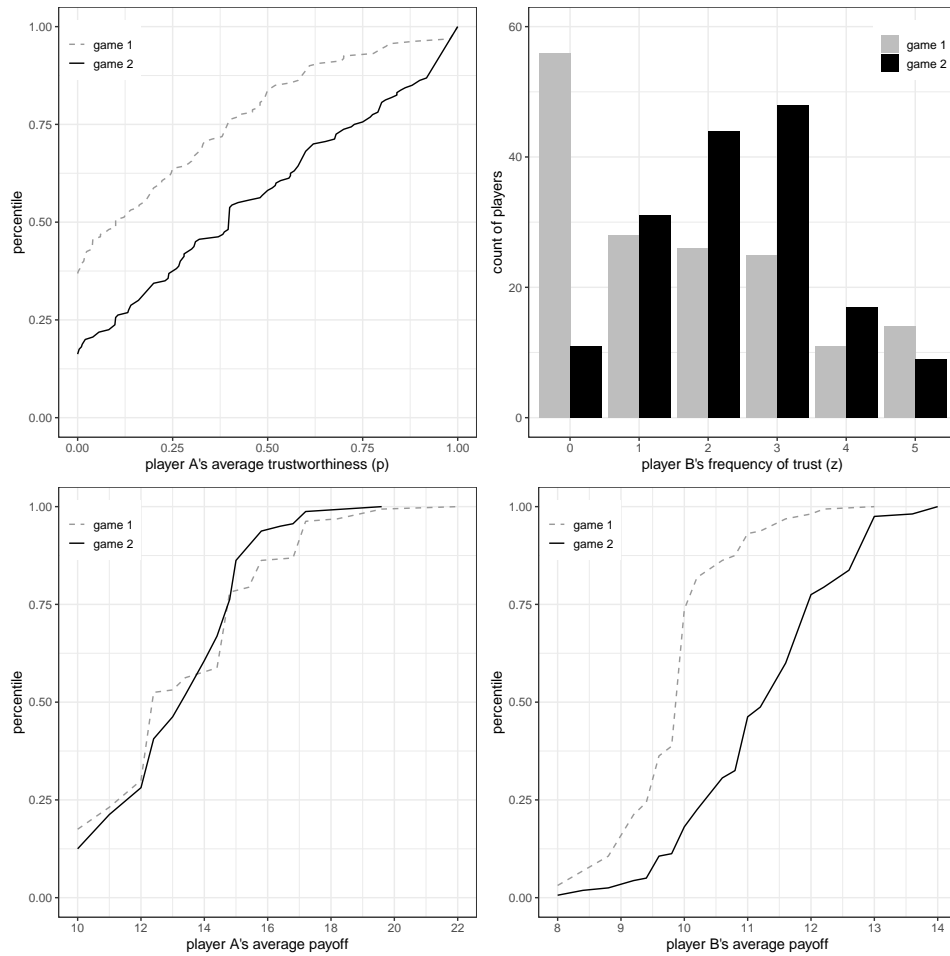 1.00
0.75
0.50
0.25
0.00
percentile
game 1
game 2
0.00 0.25 0.50 0.75 1.00
player A's average trustworthiness (p)
60
40
20
0
count of players
game 1
game 2
0 1 2 3 4 5
player B's frequency of trust (z)
1.00
0.75
0.50
0.25
0.00
percentile
game 1
game 2
10 12 14 16 18 20 22
player A's average payoff
1.00
0.75
0.50
0.25
0.00
percentile
game 1
game 2
8 9 10 11 12 13 14
player B's average payoff